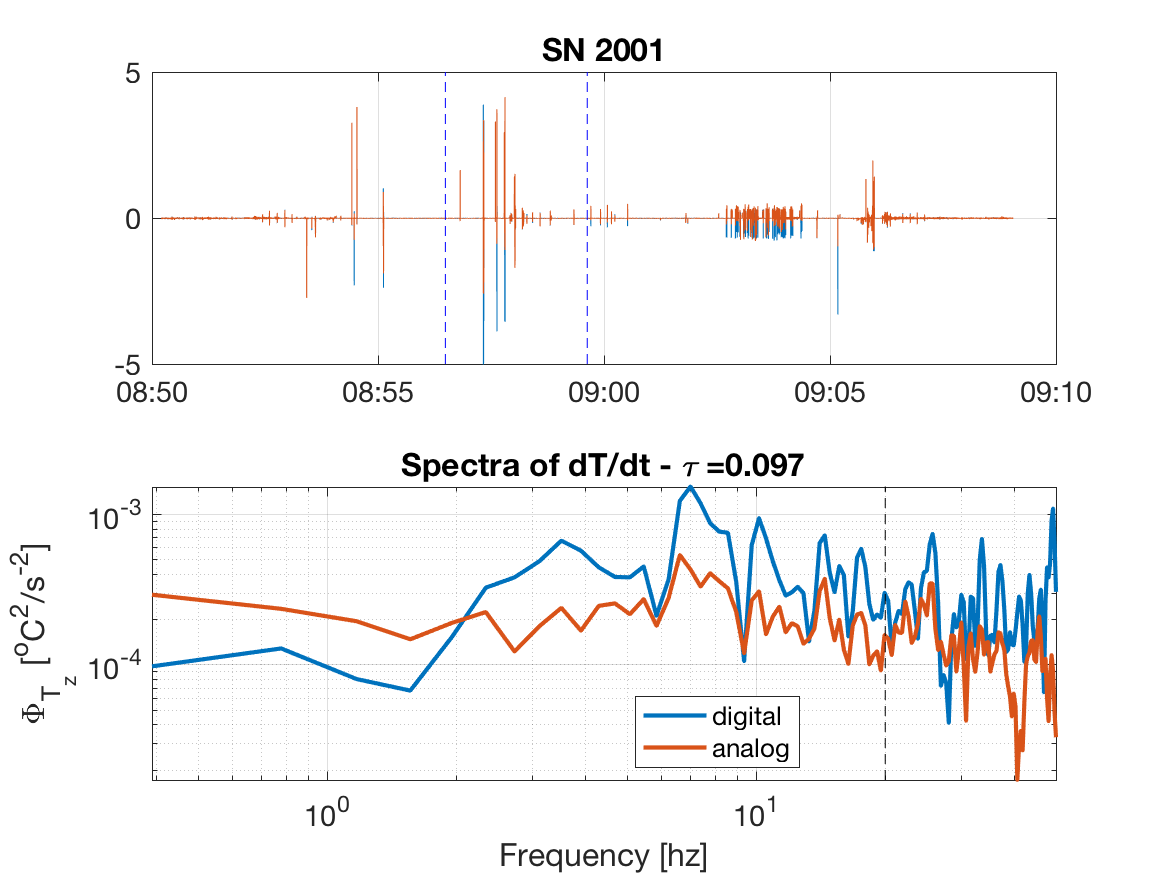 SN 2001
5
0
-5
08:50 08:55 09:00 09:05 09:10
Spectra of dT/dt - τ =0.097
10^-3
10^-4
Φ_T_z [°C^2/s^-2]
digital
analog
10^0 10^1
Frequency [hz]